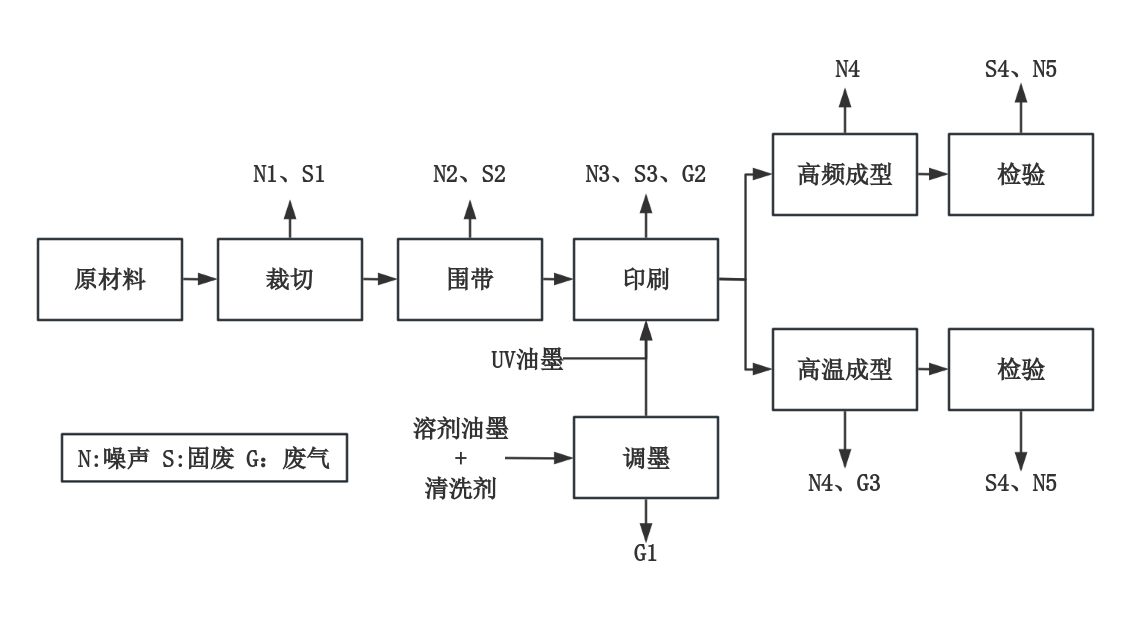 N4
S4、N5
高频成型
检验
N1、S1
N2、S2
N3、S3、G2
原材料
裁切
围带
印刷
UV油墨
高温成型
检验
溶剂油墨
+
清洗剂
调墨
N:噪声 S:固废 G：废气
N4、G3
S4、N5
G1